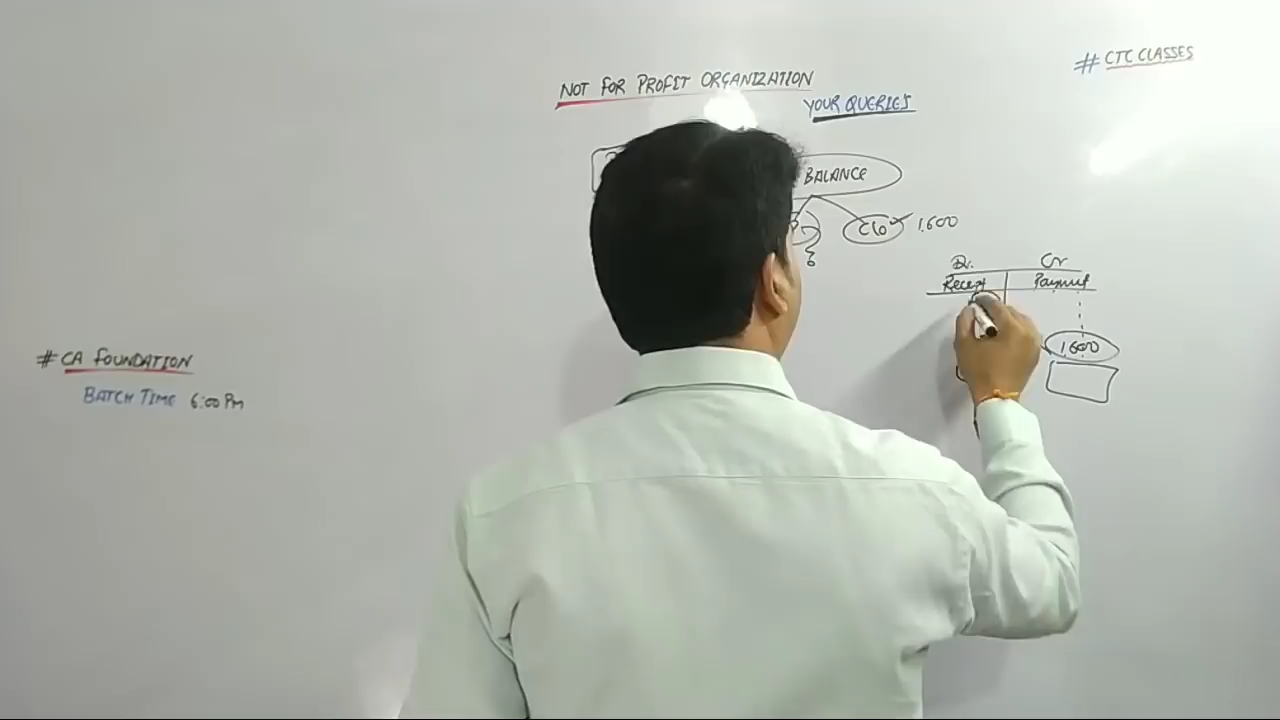 # CTC CLASSES
NOT FOR PROFIT ORGANIZATION
YOUR QUERIES
BALANCE
C/o 1,600
Dr. Cr
Receipt Payment
1,600
# CA FOUNDATION
BATCH TIME 6:00 PM